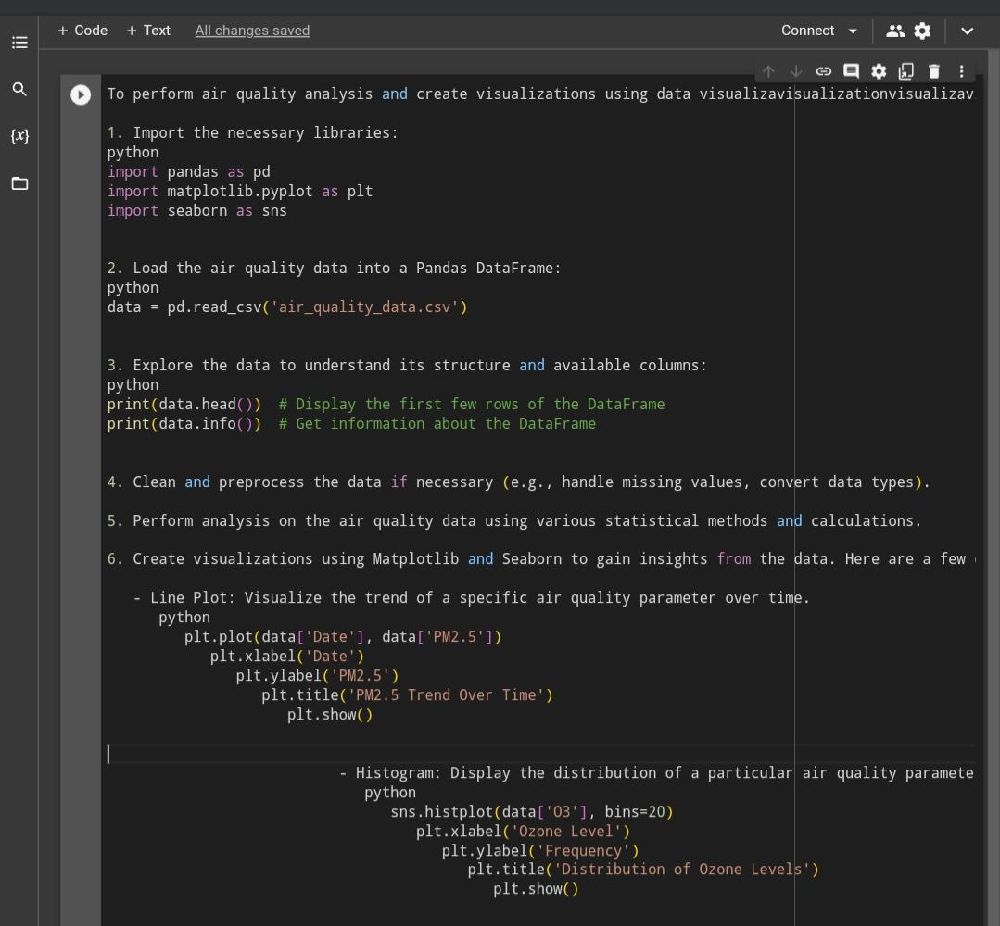 + Code + Text All changes saved Connect
{x}
To perform air quality analysis and create visualizations using data visualizavisualizationvisualizav
1. Import the necessary libraries:
python
import pandas as pd
import matplotlib.pyplot as plt
import seaborn as sns
2. Load the air quality data into a Pandas DataFrame:
python
data = pd.read_csv('air_quality_data.csv')
3. Explore the data to understand its structure and available columns:
python
print(data.head())  # Display the first few rows of the DataFrame
print(data.info())  # Get information about the DataFrame
4. Clean and preprocess the data if necessary (e.g., handle missing values, convert data types).
5. Perform analysis on the air quality data using various statistical methods and calculations.
6. Create visualizations using Matplotlib and Seaborn to gain insights from the data. Here are a few
- Line Plot: Visualize the trend of a specific air quality parameter over time.
python
plt.plot(data['Date'], data['PM2.5'])
plt.xlabel('Date')
plt.ylabel('PM2.5')
plt.title('PM2.5 Trend Over Time')
plt.show()
- Histogram: Display the distribution of a particular air quality paramete
python
sns.histplot(data['O3'], bins=20)
plt.xlabel('Ozone Level')
plt.ylabel('Frequency')
plt.title('Distribution of Ozone Levels')
plt.show()